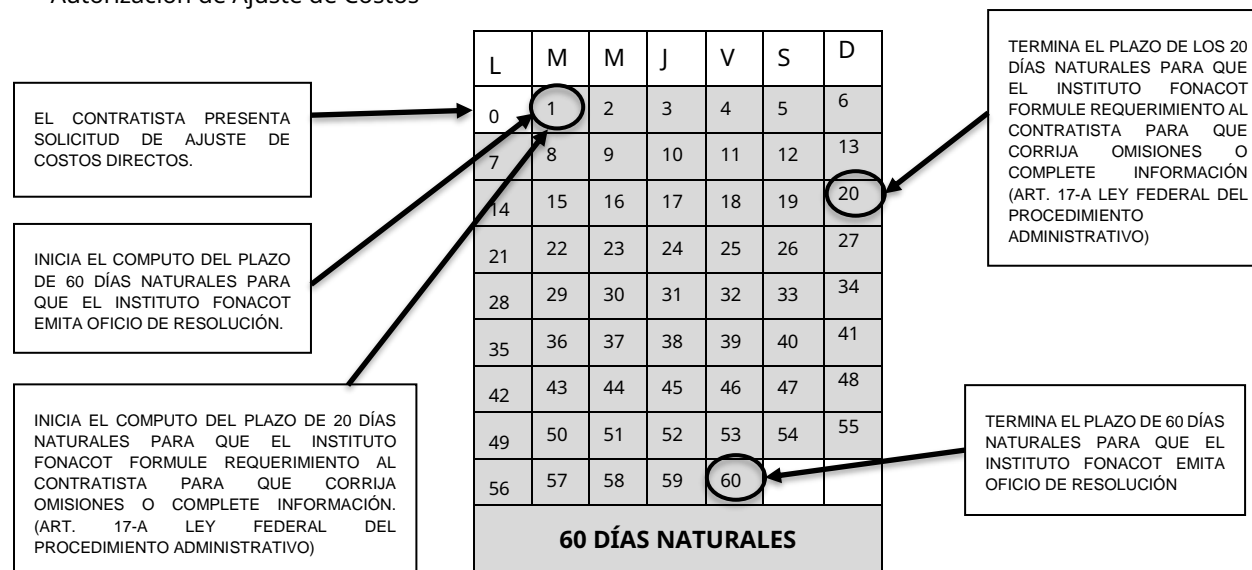 Autorización de Ajuste de Costos
EL CONTRATISTA PRESENTA
SOLICITUD DE AJUSTE DE
COSTOS DIRECTOS.
INICIA EL COMPUTO DEL PLAZO
DE 60 DÍAS NATURALES PARA
QUE EL INSTITUTO FONACOT
EMITA OFICIO DE RESOLUCIÓN.
INICIA EL COMPUTO DEL PLAZO DE 20 DÍAS
NATURALES PARA QUE EL INSTITUTO
FONACOT FORMULE REQUERIMIENTO AL
CONTRATISTA PARA QUE CORRIJA
OMISIONES O COMPLETE INFORMACIÓN.
(ART. 17-A LEY FEDERAL DEL
PROCEDIMIENTO ADMINISTRATIVO)
L M M J V S D
0 1 2 3 4 5 6
7 8 9 10 11 12 13
14 15 16 17 18 19 20
21 22 23 24 25 26 27
28 29 30 31 32 33 34
35 36 37 38 39 40 41
42 43 44 45 46 47 48
49 50 51 52 53 54 55
56 57 58 59 60
60 DÍAS NATURALES
TERMINA EL PLAZO DE LOS 20
DÍAS NATURALES PARA QUE
EL INSTITUTO FONACOT
FORMULE REQUERIMIENTO AL
CONTRATISTA PARA QUE
CORRIJA OMISIONES O
COMPLETE INFORMACIÓN
(ART. 17-A LEY FEDERAL DEL
PROCEDIMIENTO
ADMINISTRATIVO)
TERMINA EL PLAZO DE 60 DÍAS
NATURALES PARA QUE EL
INSTITUTO FONACOT EMITA
OFICIO DE RESOLUCIÓN